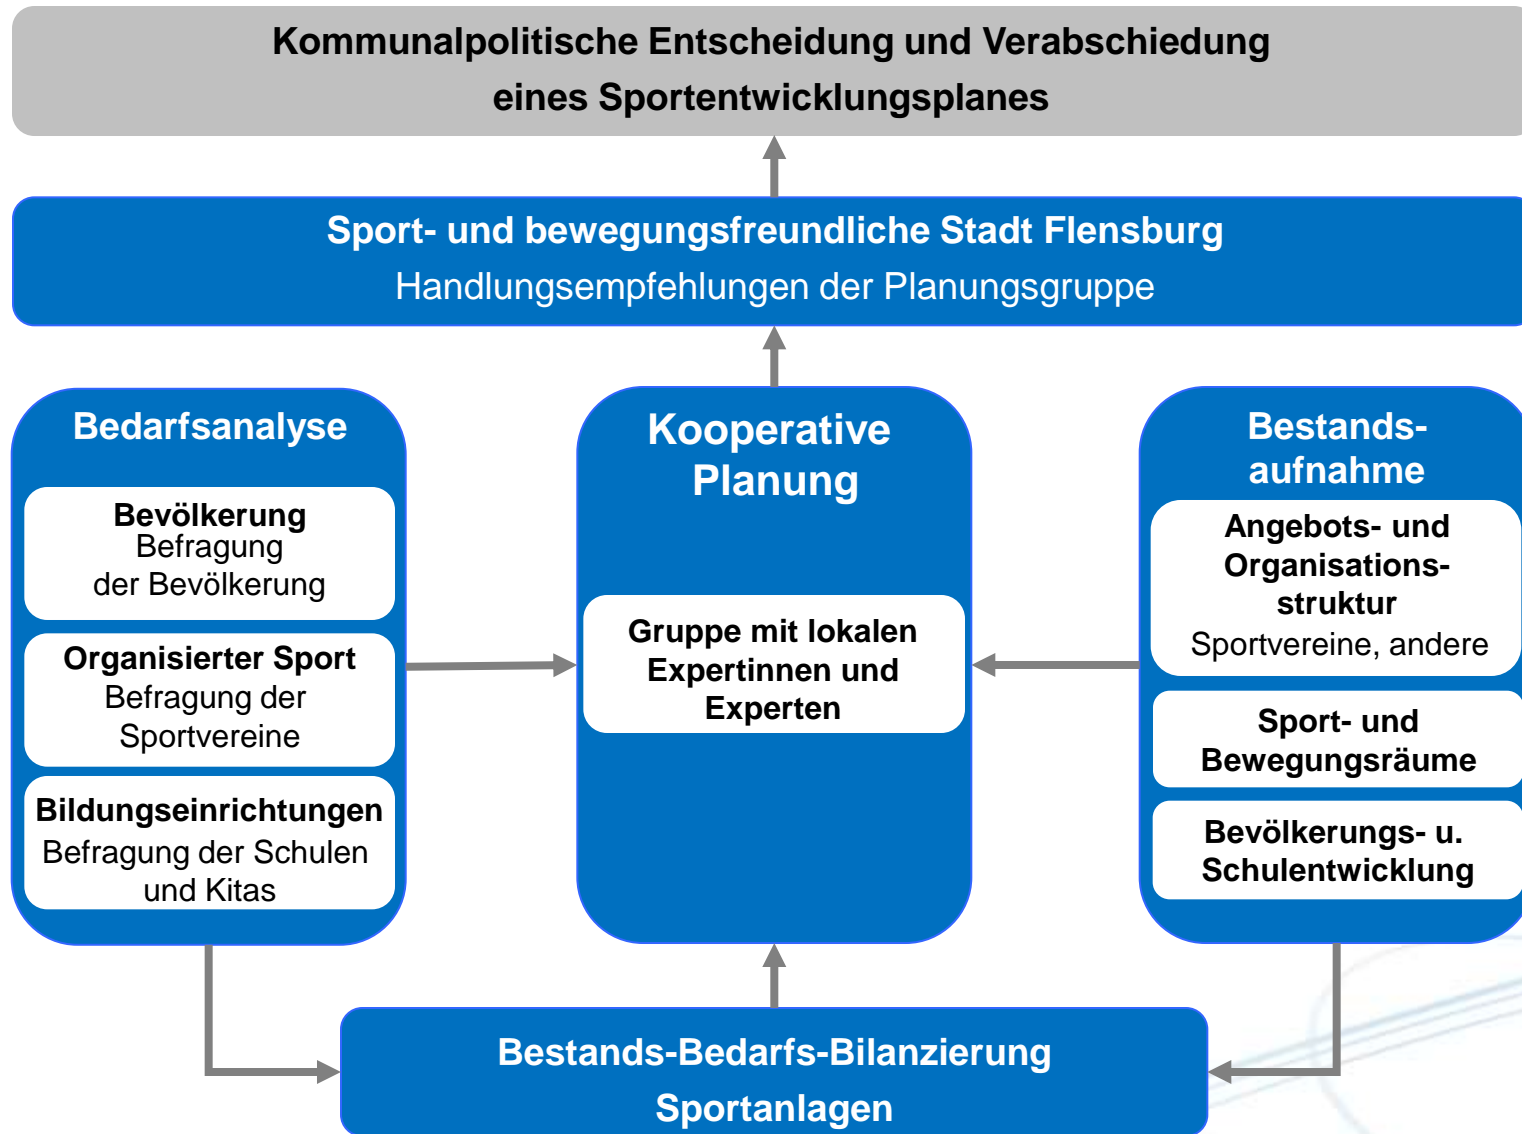 Kommunalpolitische Entscheidung und Verabschiedung
eines Sportentwicklungsplanes
Sport- und bewegungsfreundliche Stadt Flensburg
Handlungsempfehlungen der Planungsgruppe
Bedarfsanalyse
Bevölkerung
Befragung
der Bevölkerung
Organisierter Sport
Befragung der
Sportvereine
Bildungseinrichtungen
Befragung der Schulen
und Kitas
Kooperative
Planung
Gruppe mit lokalen
Expertinnen und
Experten
Bestands-
aufnahme
Angebots- und
Organisations-
struktur
Sportvereine, andere
Sport- und
Bewegungsräume
Bevölkerungs- u.
Schulentwicklung
Bestands-Bedarfs-Bilanzierung
Sportanlagen